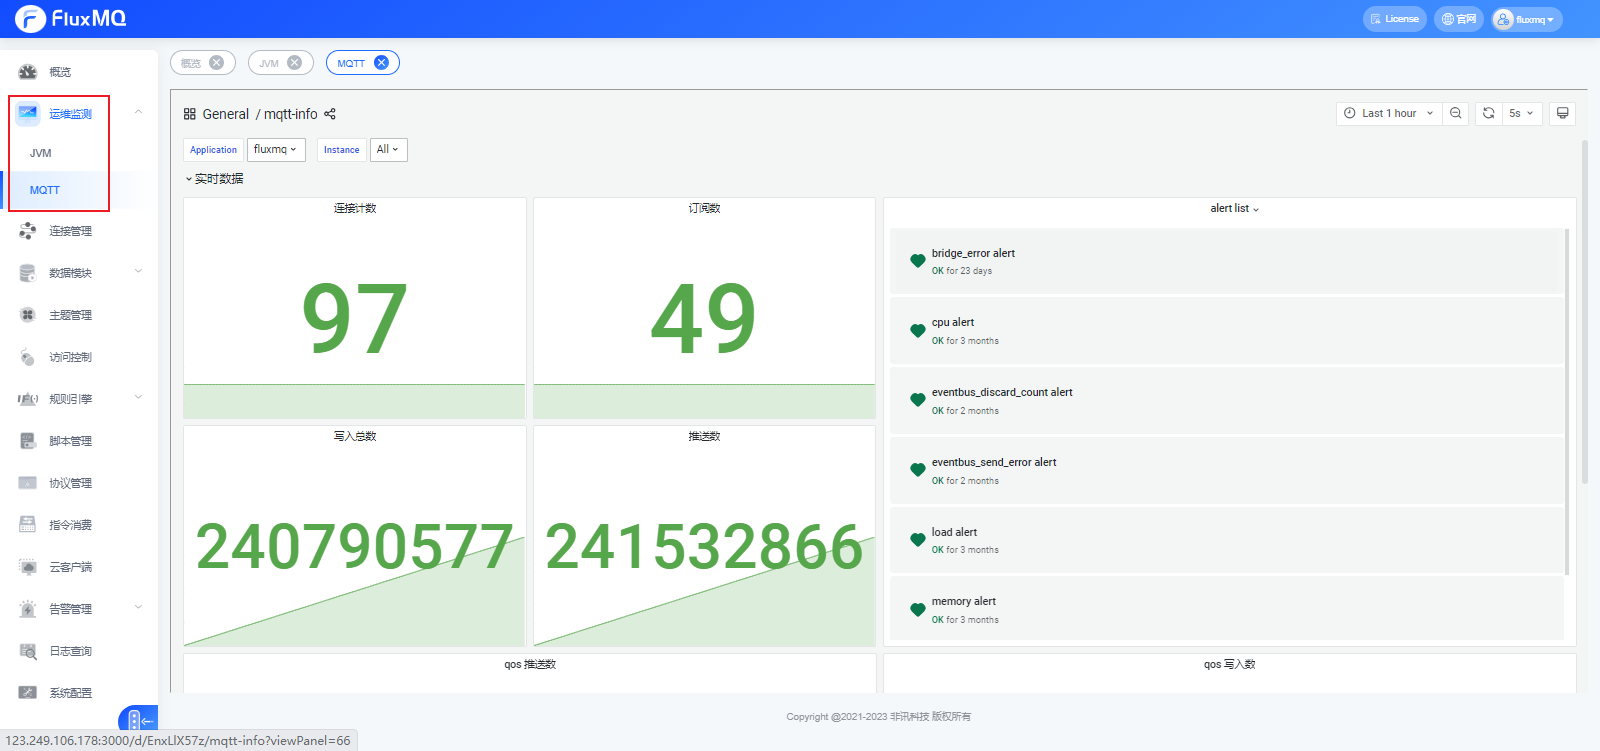 FluxMQ
License
官网
fluxmq
概览
运维监测
JVM
MQTT
连接管理
数据模块
主题管理
访问控制
规则引擎
脚本管理
协议管理
指令消费
云客户端
告警管理
日志查询
系统配置
概览
JVM
MQTT
General / mqtt-info
Last 1 hour
5s
Application
fluxmq
Instance
All
实时数据
连接计数
97
订阅数
49
写入总数
240790577
推送数
241532866
alert list
bridge_error alert
OK for 23 days
cpu alert
OK for 3 months
eventbus_discard_count alert
OK for 2 months
eventbus_send_error alert
OK for 2 months
load alert
OK for 3 months
memory alert
OK for 3 months
qos 推送数
qos 写入数
Copyright @2021-2023 非讯科技 版权所有
123.249.106.178:3000/d/EnxLlX57z/mqtt-info?viewPanel=66